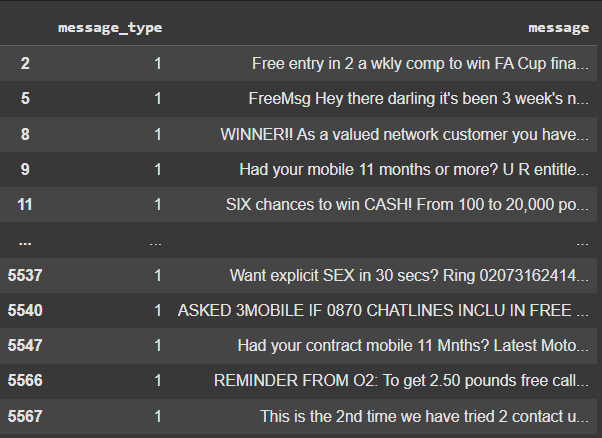 message_type message
2 1 Free entry in 2 a wkly comp to win FA Cup fina...
5 1 FreeMsg Hey there darling it's been 3 week's n...
8 1 WINNER!! As a valued network customer you have...
9 1 Had your mobile 11 months or more? U R entitle...
11 1 SIX chances to win CASH! From 100 to 20,000 po...
... ... ...
5537 1 Want explicit SEX in 30 secs? Ring 02073162414...
5540 1 ASKED 3MOBILE IF 0870 CHATLINES INCLU IN FREE ...
5547 1 Had your contract mobile 11 Mnths? Latest Moto...
5566 1 REMINDER FROM O2: To get 2.50 pounds free call...
5567 1 This is the 2nd time we have tried 2 contact u...